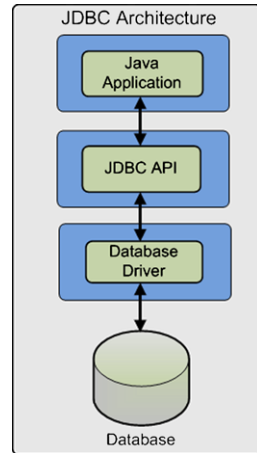 JDBC Architecture
Java
Application
JDBC API
Database
Driver
Database